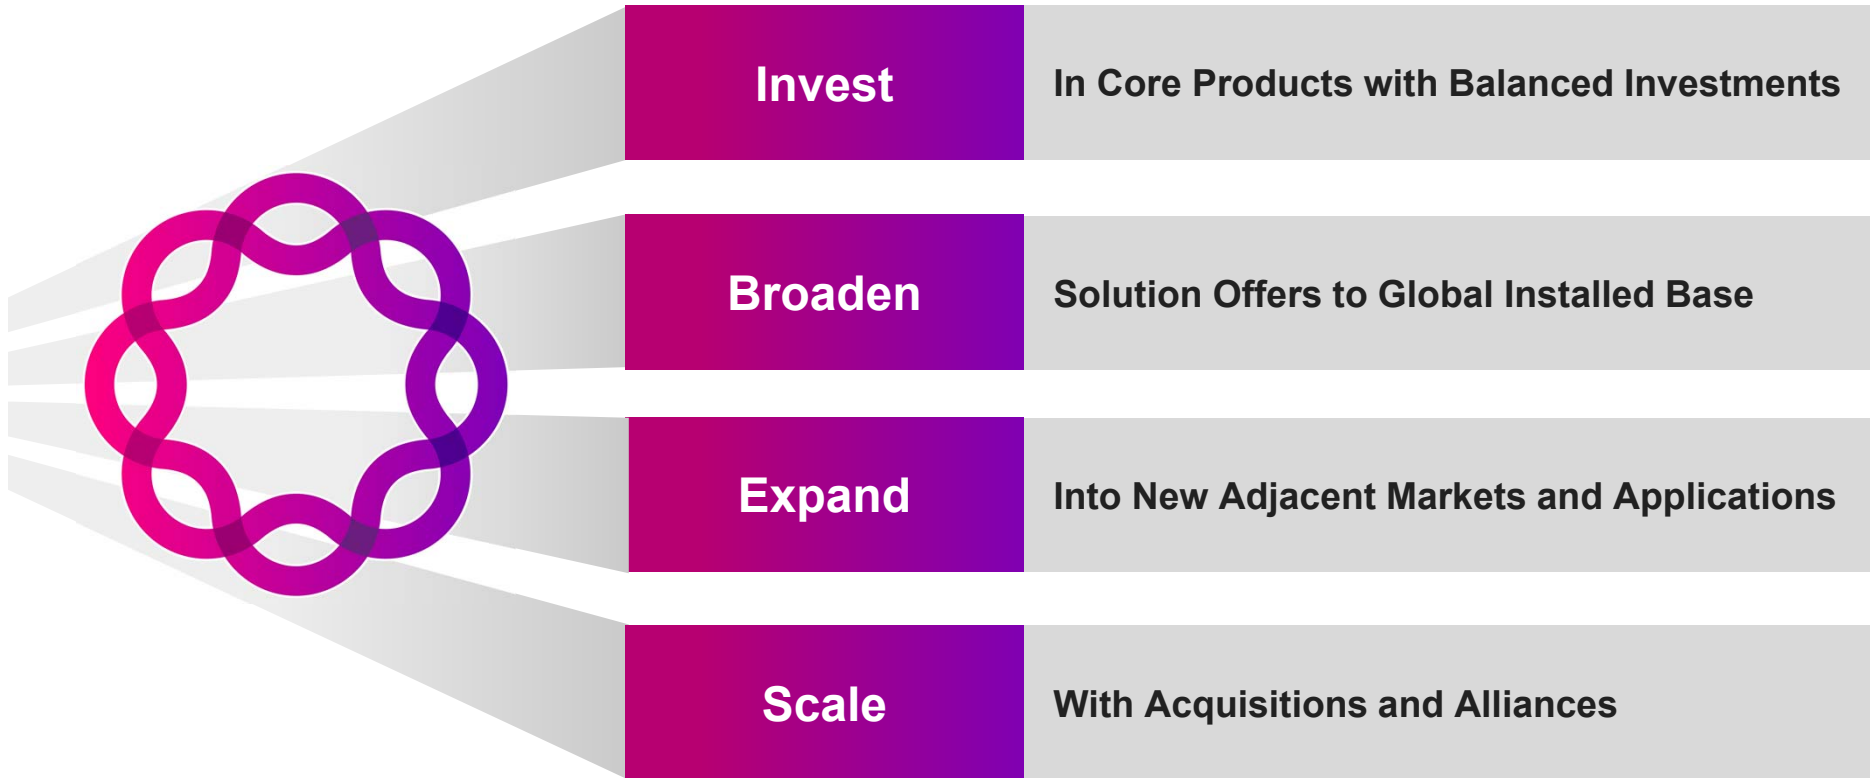 Invest
In Core Products with Balanced Investments
Broaden
Solution Offers to Global Installed Base
Expand
Into New Adjacent Markets and Applications
Scale
With Acquisitions and Alliances